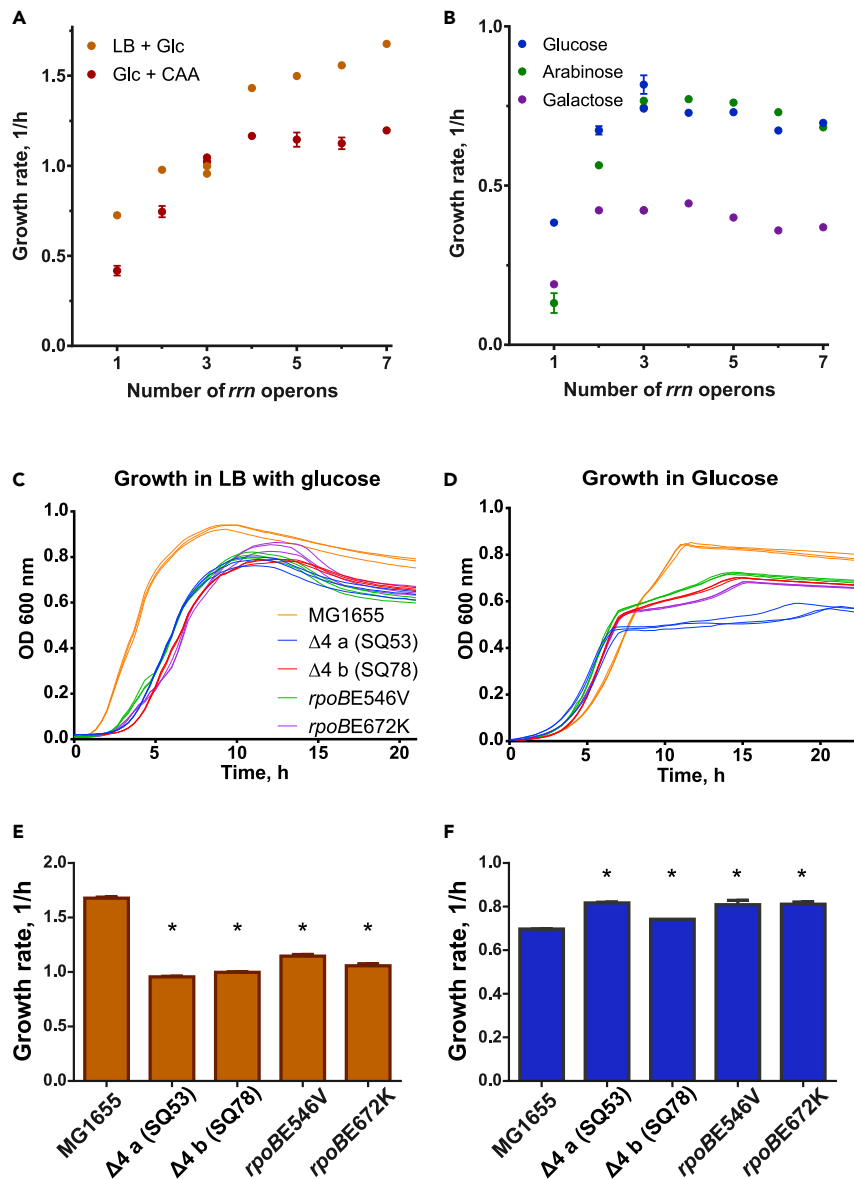 A
LB + Glc
Glc + CAA
Growth rate, 1/h
1.5
1.0
0.5
0.0
1 3 5 7
Number of rrn operons
B
Glucose
Arabinose
Galactose
Growth rate, 1/h
1.0
0.5
0.0
1 3 5 7
Number of rrn operons
C Growth in LB with glucose
OD 600 nm
1.0
0.8
0.6
0.4
0.2
0.0
MG1655
Δ4 a (SQ53)
Δ4 b (SQ78)
rpoBE546V
rpoBE672K
0 5 10 15 20
Time, h
D Growth in Glucose
OD 600 nm
1.0
0.8
0.6
0.4
0.2
0.0
0 5 10 15 20
Time, h
E
Growth rate, 1/h
2.0
1.5
1.0
0.5
0.0
* * * *
MG1655
Δ4 a (SQ53)
Δ4 b (SQ78)
rpoBE546V
rpoBE672K
F
Growth rate, 1/h
1.0
0.8
0.6
0.4
0.2
0.0
* * * *
MG1655
Δ4 a (SQ53)
Δ4 b (SQ78)
rpoBE546V
rpoBE672K